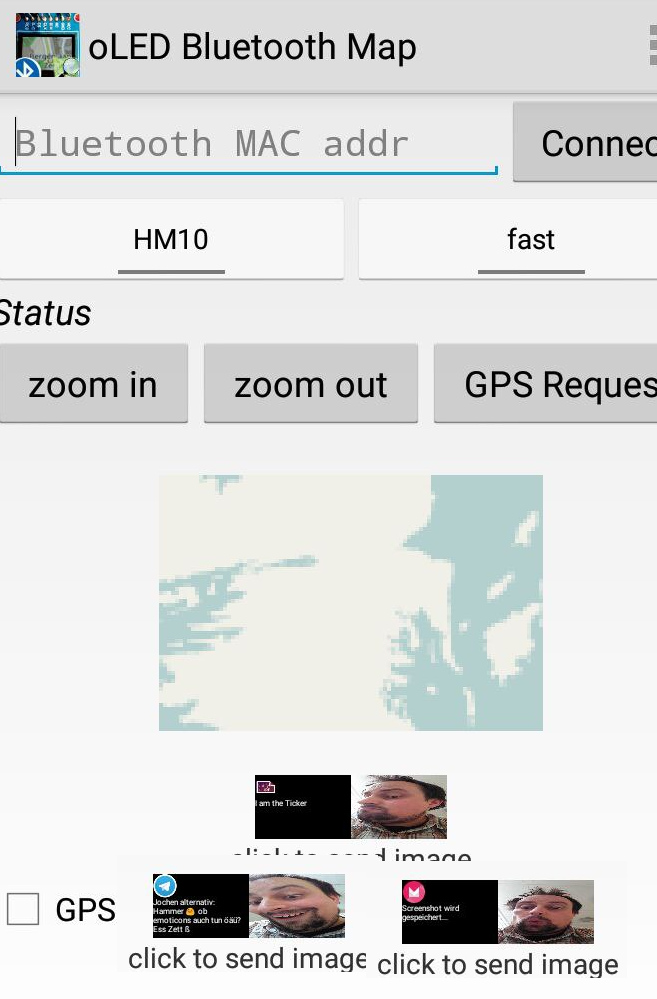 oLED Bluetooth Map
Bluetooth MAC addr
Connec
HM10
fast
Status
zoom in
zoom out
GPS Reques
I am the Ticker
click to send image
GPS
Jochen alternativ:
Hammer 😬 ob
emoticons auch tun öäü?
Ess Zett ß
Screenshot wird
gespeichert...
click to send image
click to send image